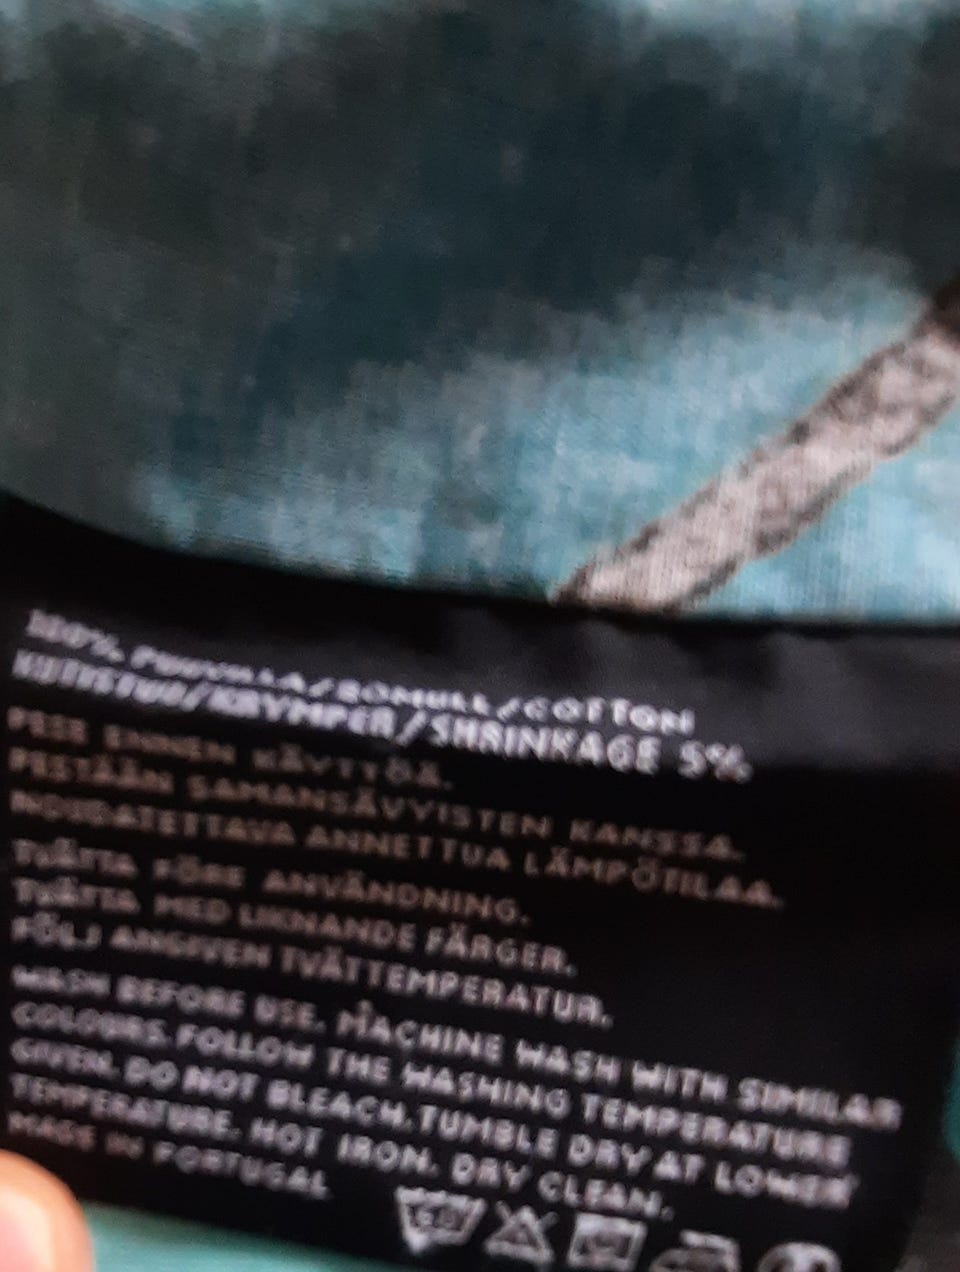 100% PUUVILLA/BOMULL/COTTON
KUTISTUU/KRYMPER/SHRINKAGE 5%
PESE ENNEN KÄYTTÖÄ.
PESTÄÄN SAMANSÄVYISTEN KANSSA.
NOUDATETTAVA ANNETTUA LÄMPÖTILAA.
TVÄTTA FÖRE ANVÄNDNING.
TVÄTTA MED LIKNANDE FÄRGER.
FÖLJ ANGIVEN TVÄTTEMPERATUR.
WASH BEFORE USE. MACHINE WASH WITH SIMILAR
COLOURS. FOLLOW THE WASHING TEMPERATURE
GIVEN. DO NOT BLEACH. TUMBLE DRY AT LOWER
TEMPERATURE. HOT IRON. DRY CLEAN.
MADE IN PORTUGAL
60